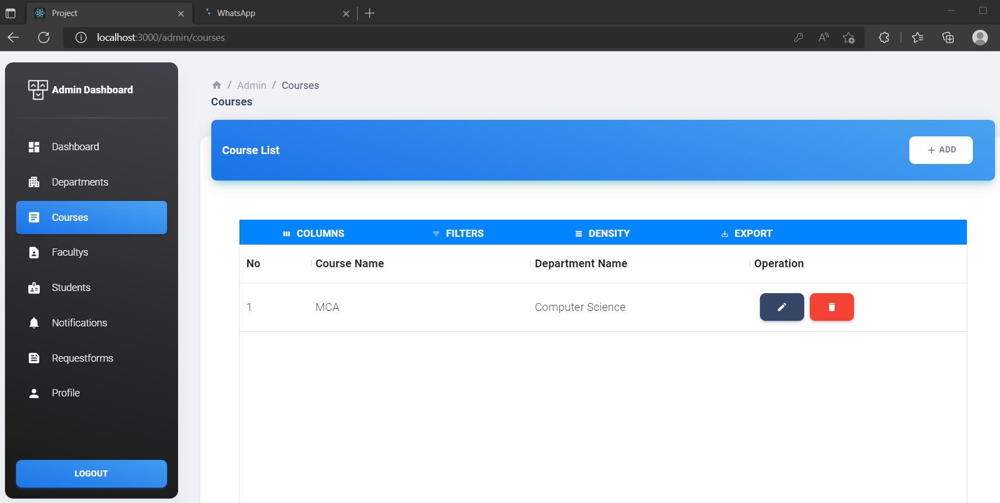 Project
WhatsApp
localhost:3000/admin/courses
Admin Dashboard
Dashboard
Departments
Courses
Facultys
Students
Notifications
Requestforms
Profile
LOGOUT
/ Admin / Courses
Courses
Course List
+ ADD
COLUMNS FILTERS DENSITY EXPORT
No Course Name Department Name Operation
1 MCA Computer Science